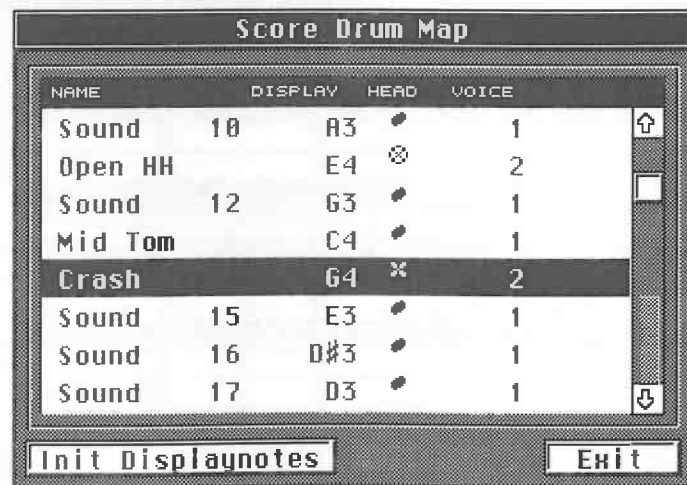 Score Drum Map
NAME DISPLAY HEAD VOICE
Sound 10 A3 1
Open HH E4 2
Sound 12 G3 1
Mid Tom C4 1
Crash G4 2
Sound 15 E3 1
Sound 16 D#3 1
Sound 17 D3 1
Init Displaynotes Exit